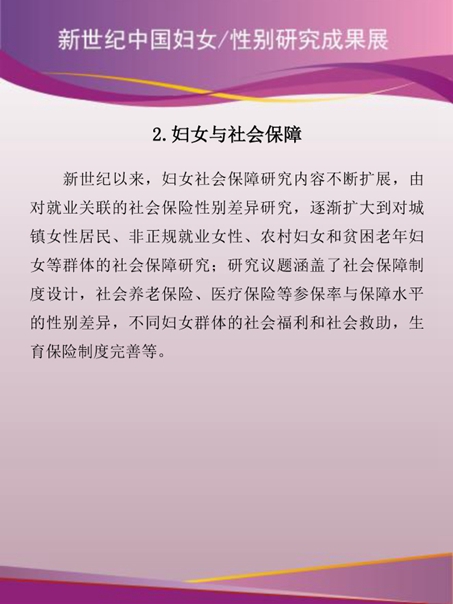 新世纪中国妇女/性别研究成果展
2.妇女与社会保障
新世纪以来，妇女社会保障研究内容不断扩展，由
对就业关联的社会保险性别差异研究，逐渐扩大到对城
镇女性居民、非正规就业女性、农村妇女和贫困老年妇
女等群体的社会保障研究；研究议题涵盖了社会保障制
度设计，社会养老保险、医疗保险等参保率与保障水平
的性别差异，不同妇女群体的社会福利和社会救助，生
育保险制度完善等。